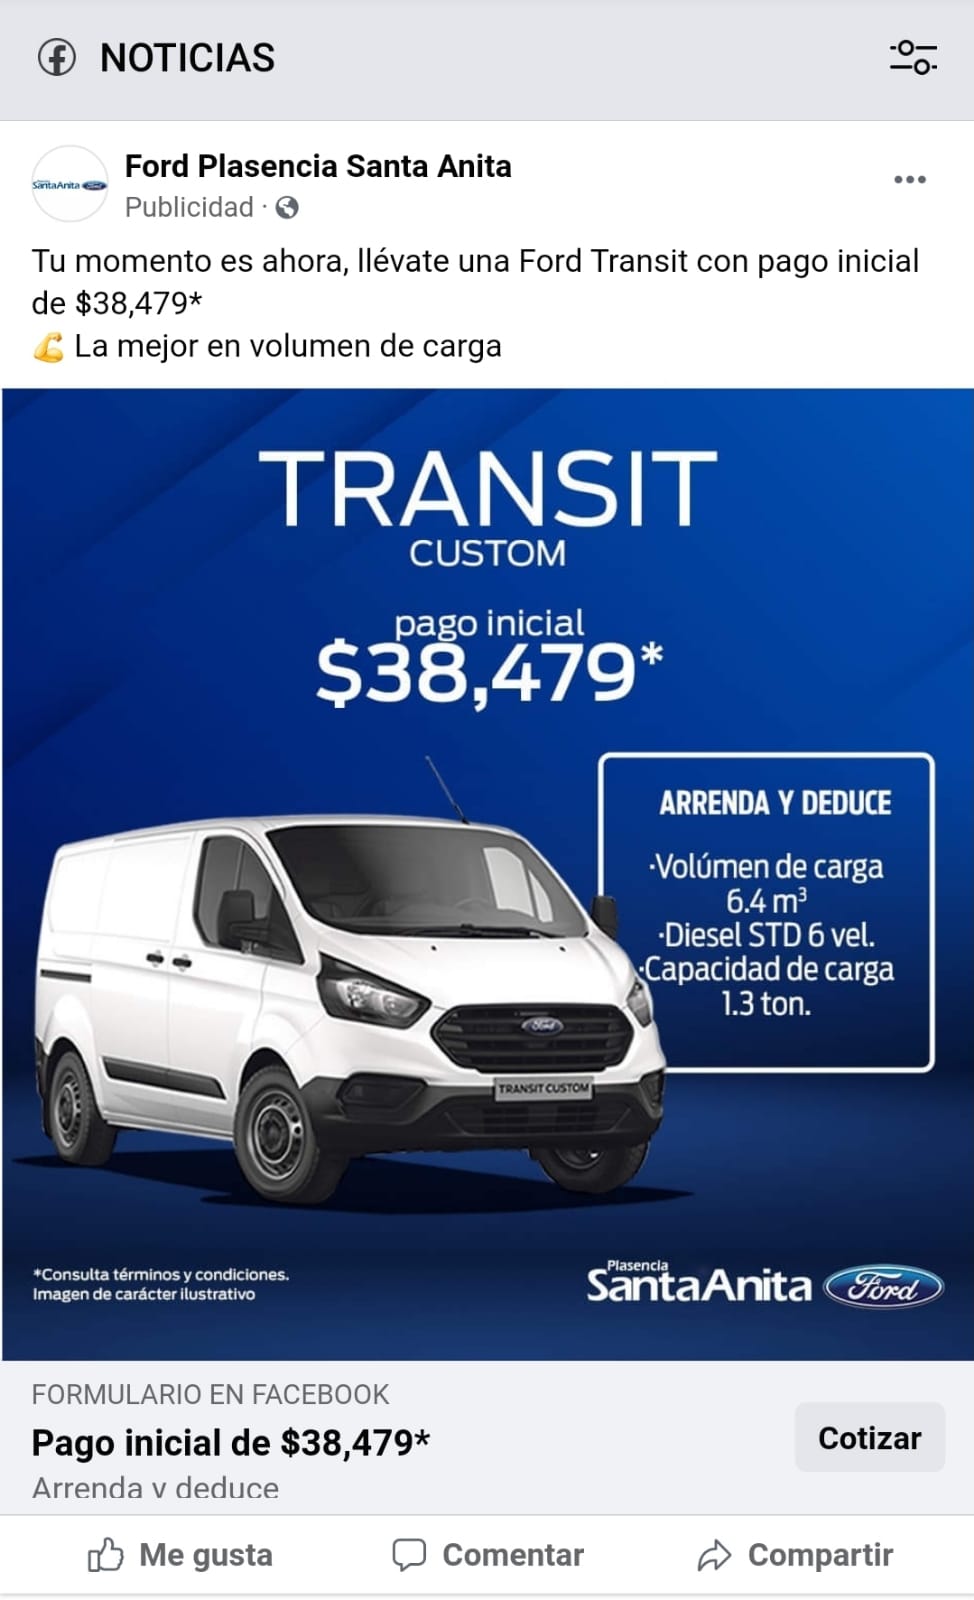 NOTICIAS
SantaAnita Ford
Ford Plasencia Santa Anita
Publicidad ·
Tu momento es ahora, llévate una Ford Transit con pago inicial
de $38,479*
💪 La mejor en volumen de carga
TRANSIT
CUSTOM
pago inicial
$38,479*
ARRENDA Y DEDUCE
·Volúmen de carga
6.4 m³
·Diesel STD 6 vel.
·Capacidad de carga
1.3 ton.
Ford
TRANSIT CUSTOM
*Consulta términos y condiciones.
Imagen de carácter ilustrativo
Plasencia
SantaAnita Ford
FORMULARIO EN FACEBOOK
Pago inicial de $38,479*
Arrenda y deduce
Cotizar
Me gusta
Comentar
Compartir